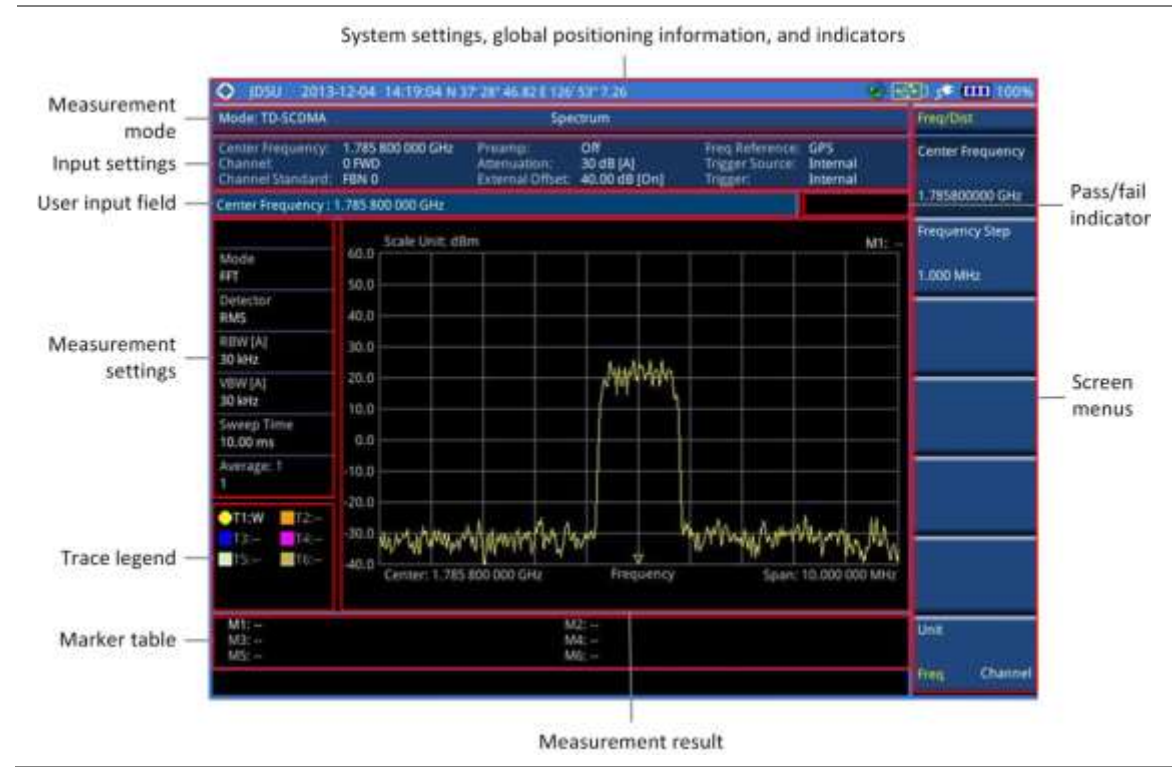 System settings, global positioning information, and indicators
JDSU 2013-12-04 14:19:04 N 37° 28" 46.82 E 126° 53" 7.26 100%
Measurement mode
Mode: TD-SCDMA Spectrum
Freq/Dist
Input settings
Center Frequency: 1.785 800 000 GHz Preamp: Off Freq Reference: GPS
Channel: 0 FWD Attenuation: 30 dB [A] Trigger Source: Internal
Channel Standard: FBN 0 External Offset: 40.00 dB [On] Trigger: Internal
Center Frequency
1.785800000 GHz
User input field
Center Frequency : 1.785 800 000 GHz
Pass/fail indicator
Frequency Step
1.000 MHz
Measurement settings
Mode
FFT
Detector
RMS
RBW [A]
30 kHz
VBW [A]
30 kHz
Sweep Time
10.00 ms
Average: 1
1
Scale Unit: dBm M1: --
60.0
50.0
40.0
30.0
20.0
10.0
0.0
-10.0
-20.0
-30.0
-40.0
Center: 1.785 800 000 GHz Frequency Span: 10.000 000 MHz
Screen menus
Trace legend
T1:W T2:--
T3:-- T4:--
T5:-- T6:--
Marker table
M1: -- M2: --
M3: -- M4: --
M5: -- M6: --
Unit
Freq Channel
Measurement result